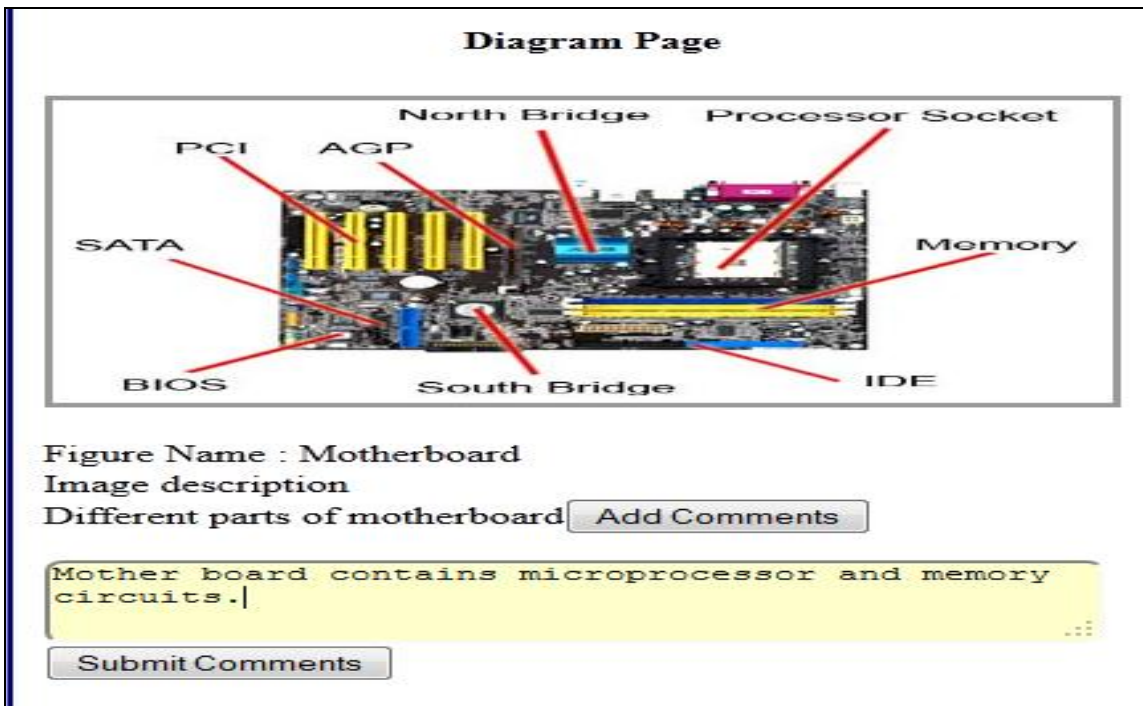 Diagram Page
North Bridge Processor Socket
PCI AGP
SATA Memory
BIOS South Bridge IDE
Figure Name : Motherboard
Image description
Different parts of motherboard Add Comments
Mother board contains microprocessor and memory
circuits.
Submit Comments